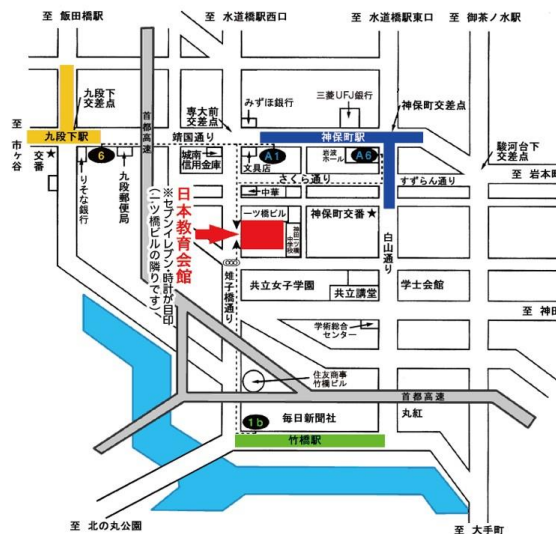 至 飯田橋駅
至 水道橋駅西口
至 水道橋駅東口
至 御茶ノ水駅
九段下
交差点
首都高速
専大前
交差点
みずほ銀行
三菱UFJ銀行
神保町交差点
至 市ヶ谷
九段下駅
靖国通り
神保町駅
駿河台下
交差点
交番★
6
城南
信用金庫
A1
文具店
岩波
ホール
A6
りそな銀行
九段郵便局
さくら通り
すずらん通り
至 岩本町
中華
日本教育会館
※セブンイレブン・時計が目印
(一ツ橋ビルの隣りです)
一ツ橋ビル
神保町交番★
白山通り
雉子橋通り
共立女子学園
共立講堂
学士会館
至 神田
学術総合
センター
住友商事
竹橋ビル
首都高速
丸紅
毎日新聞社
1b
竹橋駅
至 北の丸公園
至 大手町